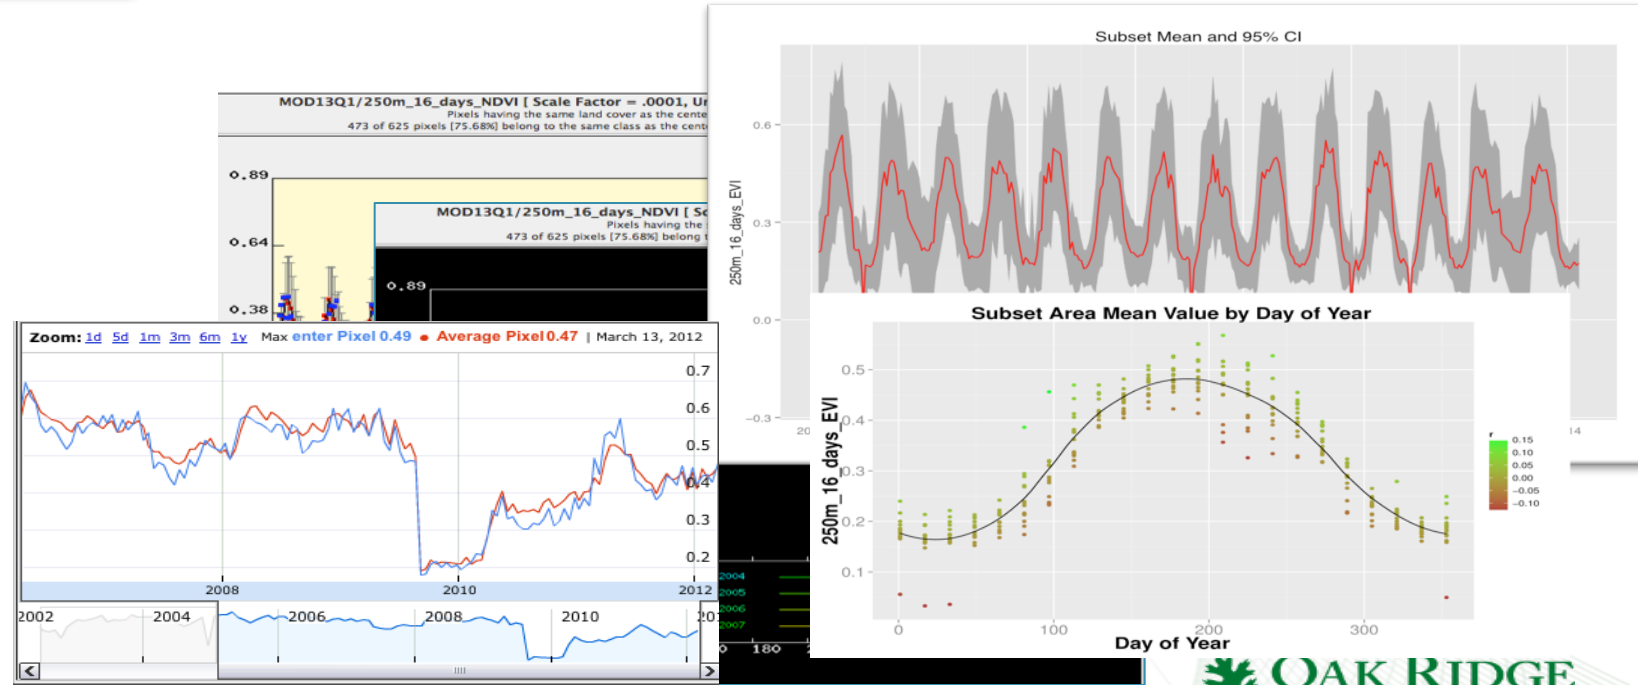 Subset Mean and 95% CI
0.6
0.3
0.0
−0.3
250m_16_days_EVI
20
14
MOD13Q1/250m_16_days_NDVI [ Scale Factor = .0001,
Pixels having the same land cover as the
473 of 625 pixels [75.68%] belong to the same class as the
0.89
0.64
0.38
MOD13Q1/250m_16_days_NDVI [
Pixels having the
473 of 625 pixels [75.68%] belong
0.89
Zoom: 1d 5d 1m 3m 6m 1y Max enter Pixel 0.49 ● Average Pixel 0.47 | March 13, 2012
0.7
0.6
0.5
0.4
0.3
0.2
2008 2010 2012
2002 2004 2006 2008 2010
2004
2005
2006
2007
0 180
Subset Area Mean Value by Day of Year
0.5
0.4
0.3
0.2
0.1
250m_16_days_EVI
0 100 200 300
Day of Year
0.15
0.10
0.05
0.00
−0.05
−0.10
OAK RIDGE